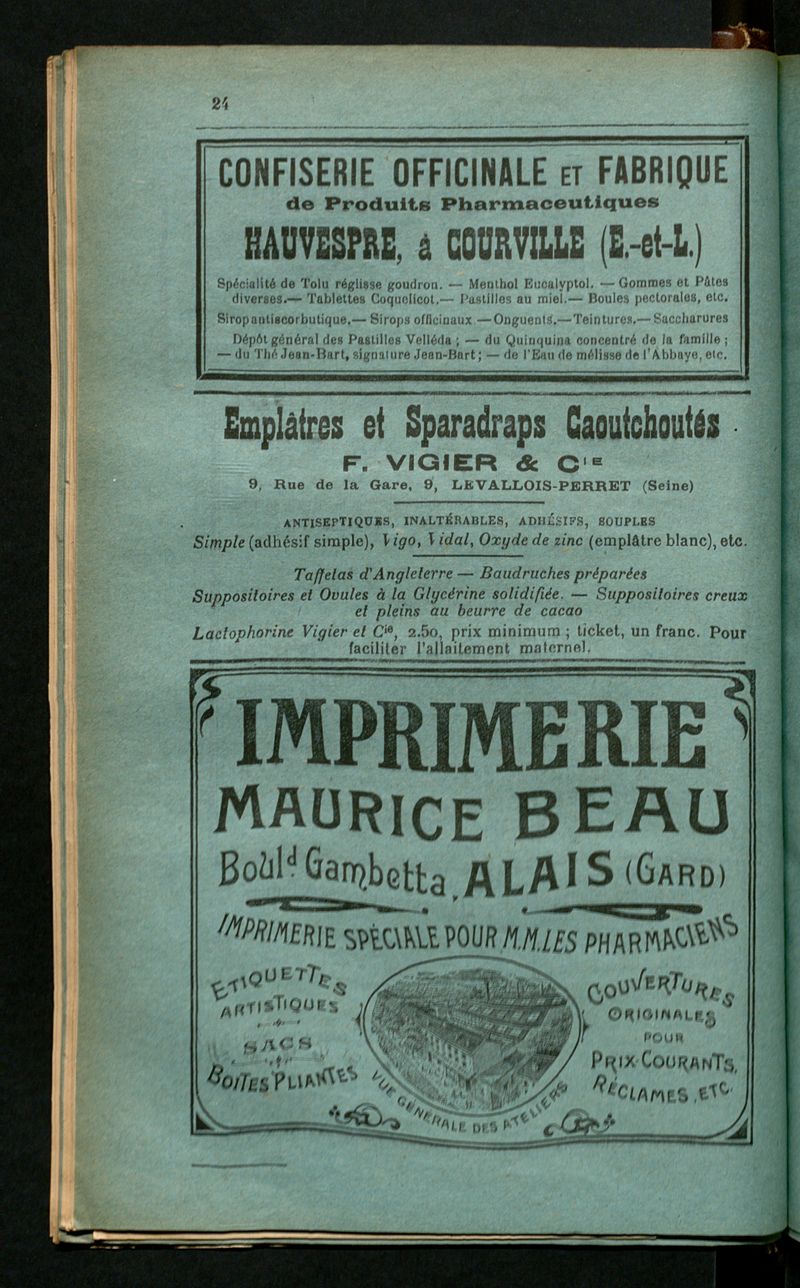 24
CONFISERIE OFFICINALE ET FABRIQUE
de Produits Pharmaceutiques
HAUVESPRE, à COURVILLE (E.-et-L.)
Spécialité de Tolu réglisse goudron. — Menthol Eucalyptol. — Gommes et Pâtes
diverses. — Tablettes Coquelicot. — Pastilles au miel. — Boules pectorales, etc.
Sirop antiscorbutique. — Sirops officinaux. — Onguents. — Teintures. — Saccharures
Dépôt général des Pastilles Velléda ; — du Quinquina concentré de la famille ;
— du Thé Jean-Bart, signature Jean-Bart ; — de l'Eau de mélisse de l'Abbaye, etc.
Emplâtres et Sparadraps Caoutchoutés
F. VIGIER & Cie
9, Rue de la Gare, 9, LEVALLOIS-PERRET (Seine)
ANTISEPTIQUES, INALTÉRABLES, ADHÉSIFS, SOUPLES
Simple (adhésif simple), Vigo, Vidal, Oxyde de zinc (emplâtre blanc), etc.
Taffetas d'Angleterre — Baudruches préparées
Suppositoires et Ovules à la Glycérine solidifiée. — Suppositoires creux
et pleins au beurre de cacao
Lactophorine Vigier et Cie, 2.50, prix minimum ; ticket, un franc. Pour
faciliter l'allaitement maternel.
IMPRIMERIE
MAURICE BEAU
Boùld Gambetta, ALAIS (GARD)
IMPRIMERIE SPÉCIALE POUR M.M. LES PHARMACIENS
ETIQUETTES
ARTISTIQUES
SACS
BOITES PLIANTES
COUVERTURES
ORIGINALES
POUR
PRIX COURANTS,
RÉCLAMES, ETC.
VUE GÉNÉRALE DES ATELIERS